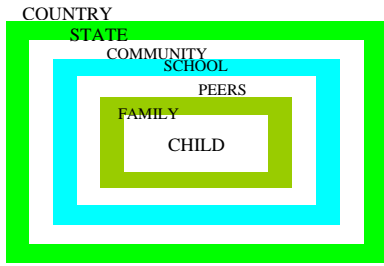 COUNTRY
STATE
COMMUNITY
SCHOOL
PEERS
FAMILY
CHILD